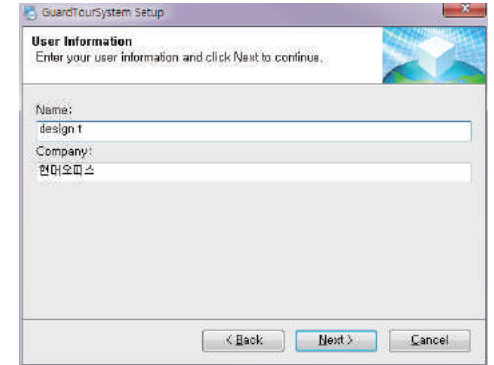 GuardTourSystem Setup
User Information
Enter your user information and click Next to continue.
Name:
design t
Company:
현대오피스
< Back
Next >
Cancel